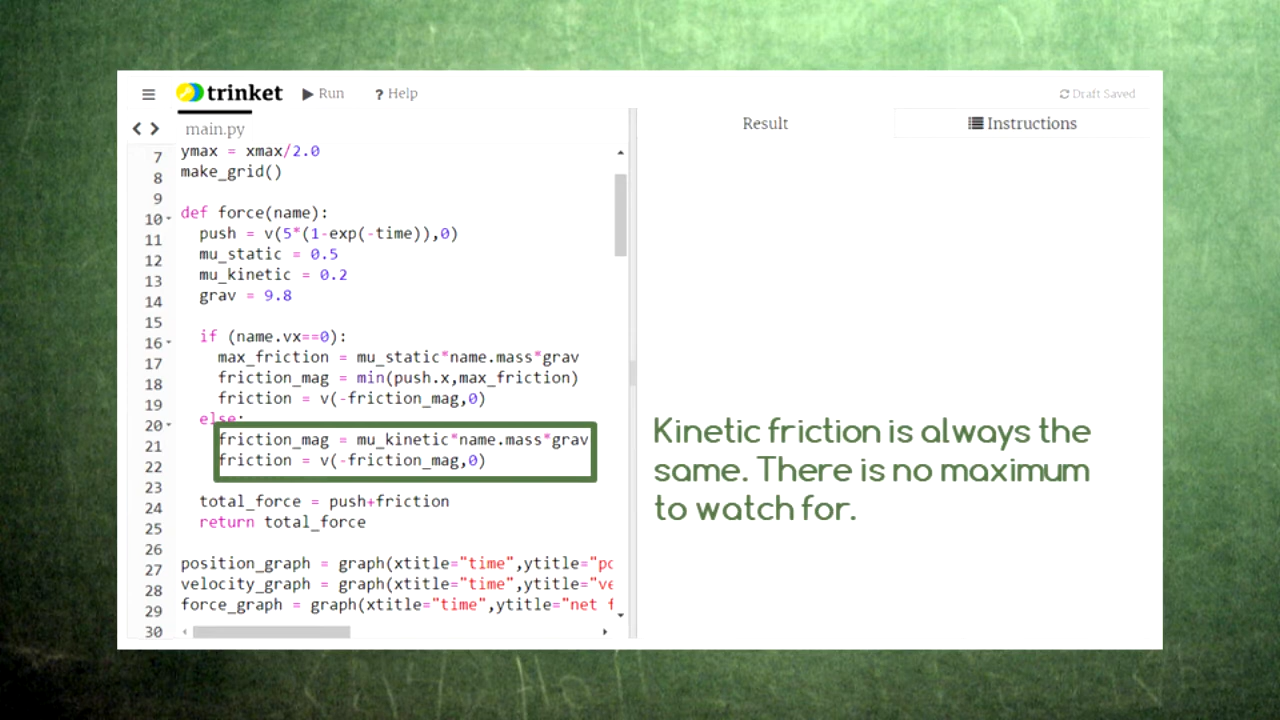 trinket Run ? Help Draft Saved
main.py
Result Instructions
7 ymax = xmax/2.0
8 make_grid()
9
10 def force(name):
11 push = v(5*(1-exp(-time)),0)
12 mu_static = 0.5
13 mu_kinetic = 0.2
14 grav = 9.8
15
16 if (name.vx==0):
17 max_friction = mu_static*name.mass*grav
18 friction_mag = min(push.x,max_friction)
19 friction = v(-friction_mag,0)
20 else:
21 friction_mag = mu_kinetic*name.mass*grav
22 friction = v(-friction_mag,0)
23
24 total_force = push+friction
25 return total_force
26
27 position_graph = graph(xtitle="time",ytitle="po
28 velocity_graph = graph(xtitle="time",ytitle="ve
29 force_graph = graph(xtitle="time",ytitle="net f
30
Kinetic friction is always the
same. There is no maximum
to watch for.